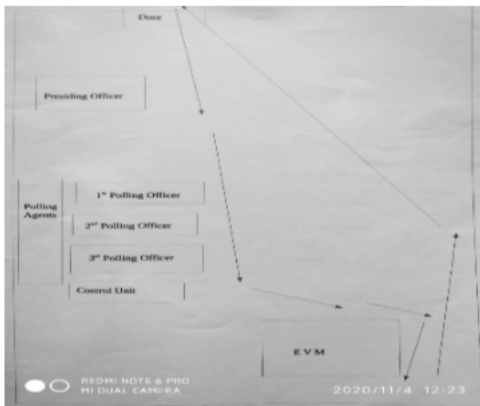 Door
Presiding Officer
Polling
Agents
1st Polling Officer
2nd Polling Officer
3rd Polling Officer
Control Unit
EVM
REDMI NOTE 6 PRO
MI DUAL CAMERA
2020/11/4 12:23